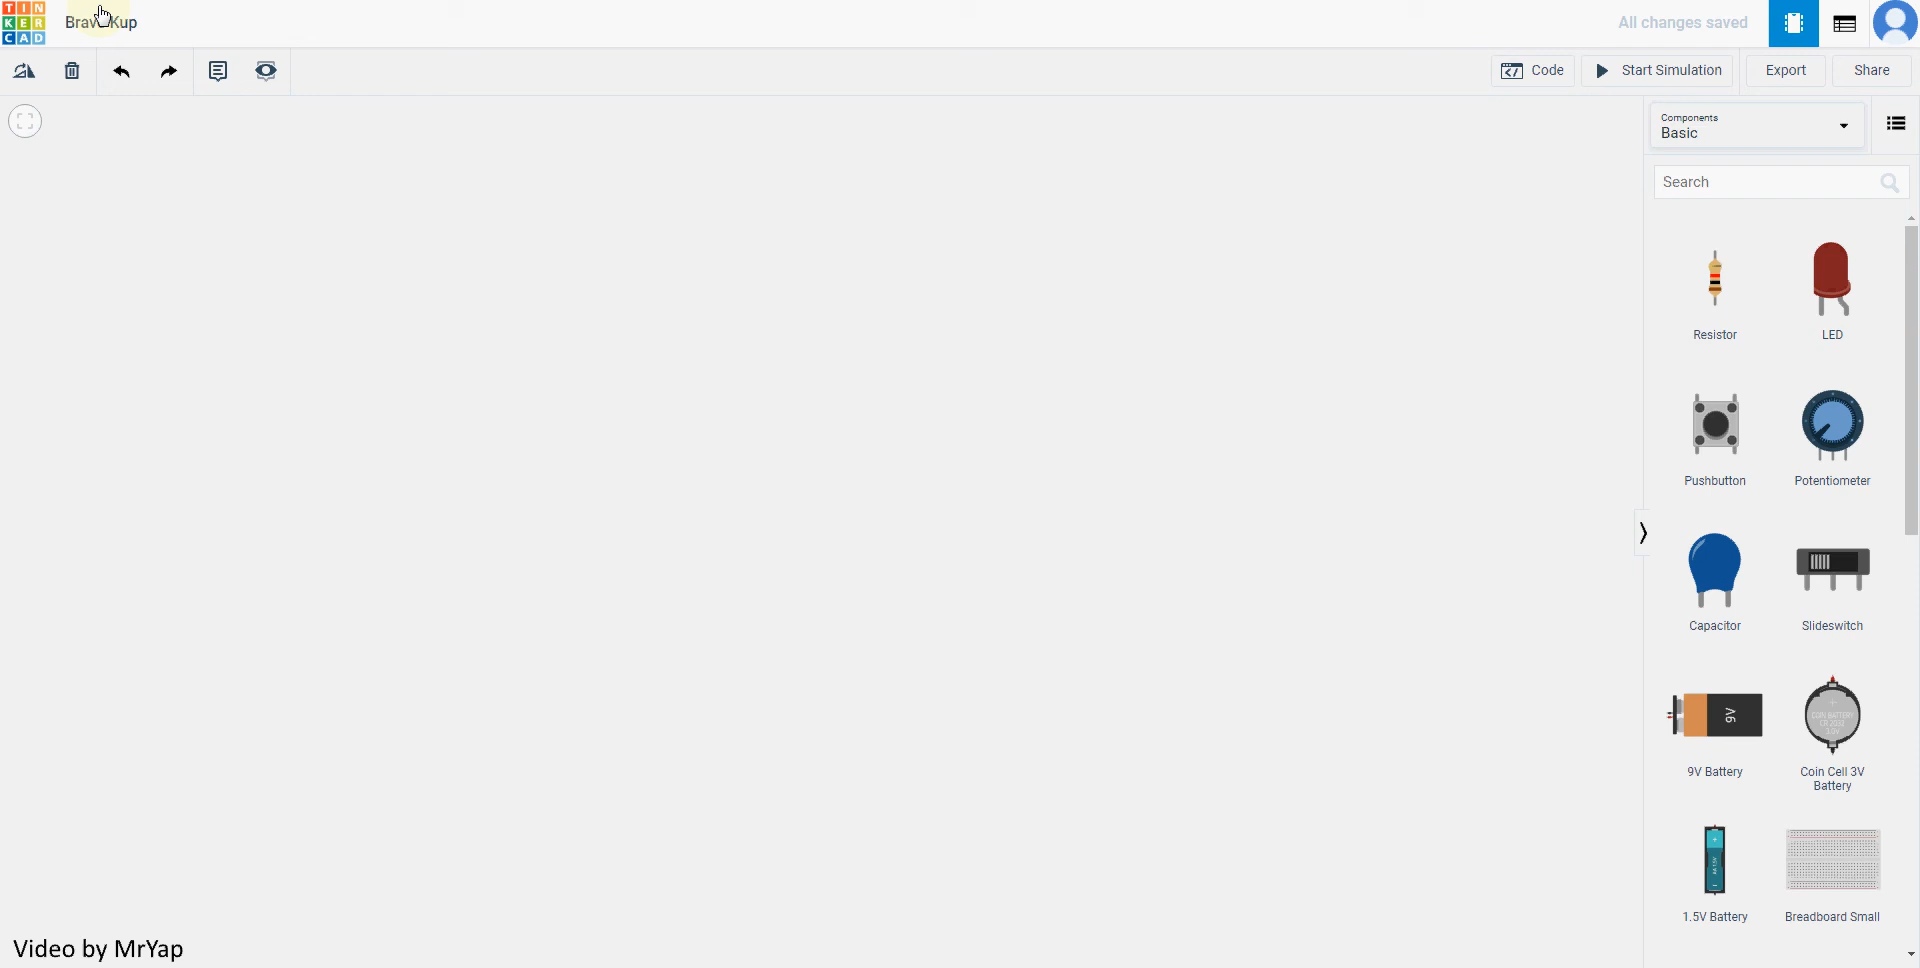 TIN
KER
CAD
Kup
All changes saved
Code
Start Simulation
Export
Share
Components
Basic
Search
Resistor
LED
Pushbutton
Potentiometer
Capacitor
Slideswitch
9V
9V Battery
Coin Cell 3V
Battery
1.5V Battery
Breadboard Small
Video by MrYap